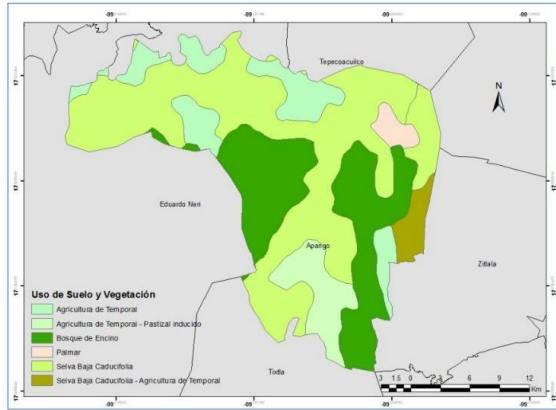 Tepecoacuilco
N
Eduardo Neri
Apango
Zitlala
Tixtla
Uso de Suelo y Vegetación
Agricultura de Temporal
Agricultura de Temporal - Pastizal inducido
Bosque de Encino
Palmar
Selva Baja Caducifolia
Selva Baja Caducifolia - Agricultura de Temporal
3 1.5 0 3 6 9 12
Km